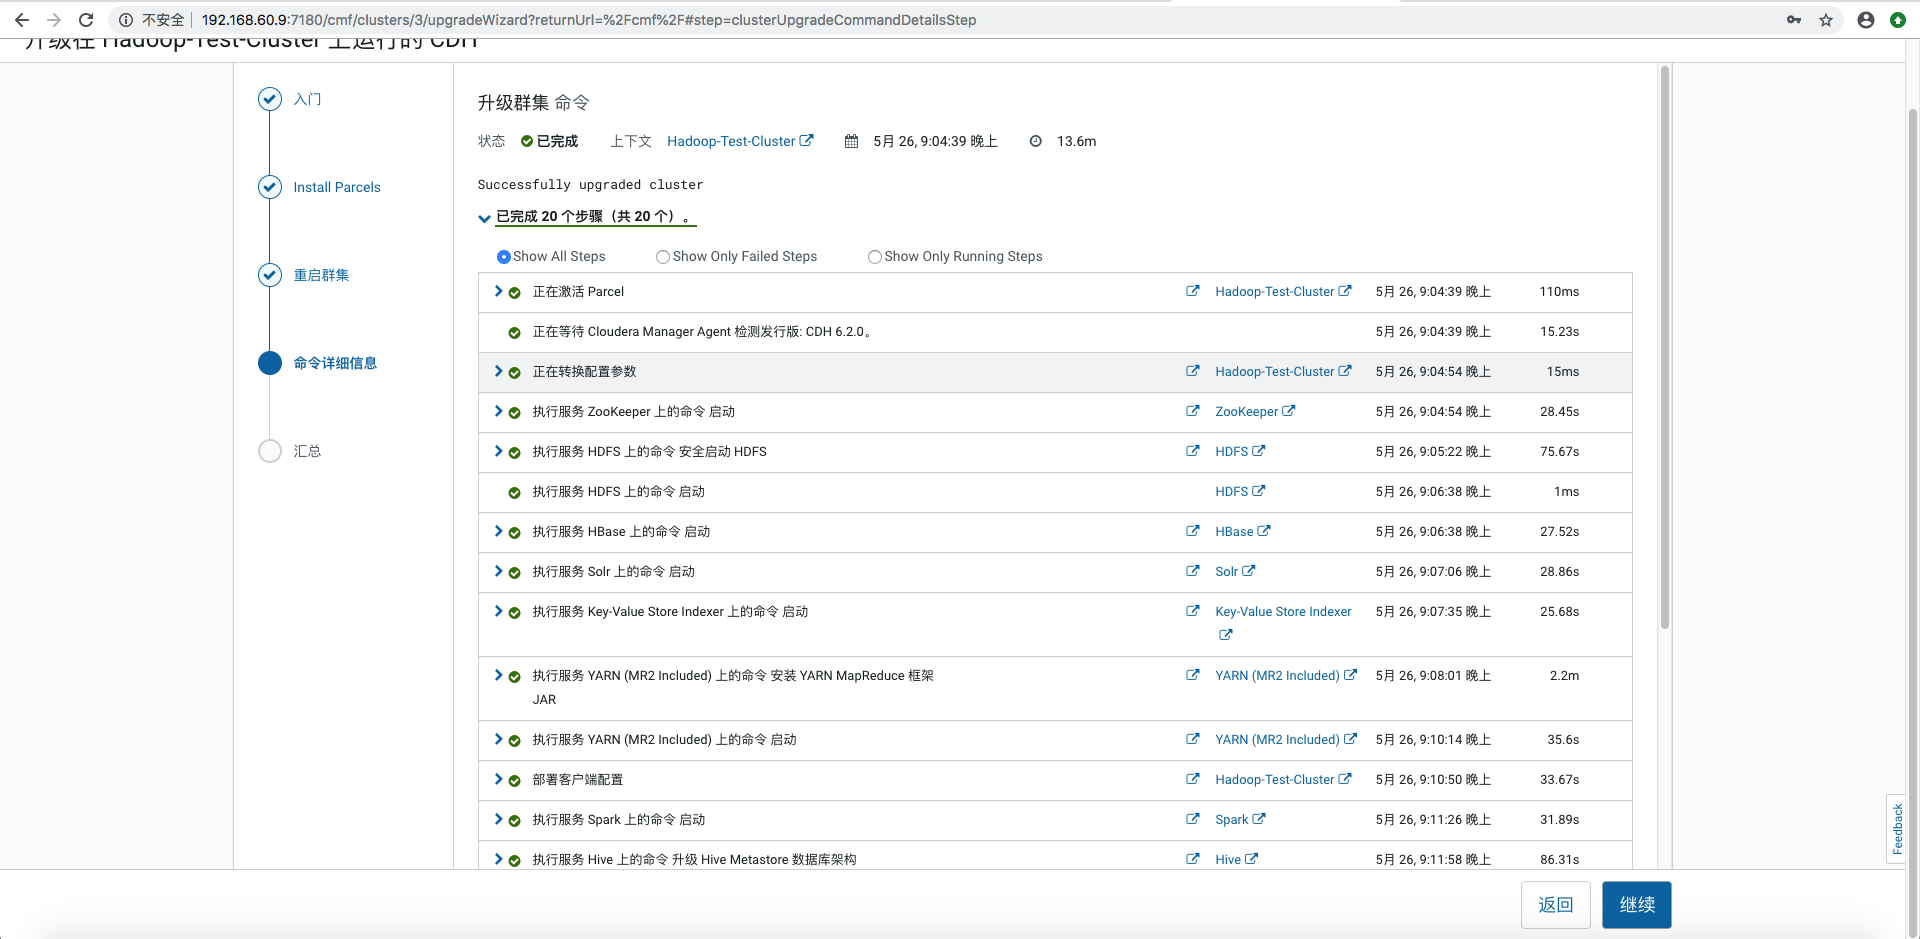 不安全 192.168.60.9:7180/cmf/clusters/3/upgradeWizard?returnUrl=%2Fcmf%2F#step=clusterUpgradeCommandDetailsStep
升级在 Hadoop-Test-Cluster 上运行的 CDH
入门
Install Parcels
重启群集
命令详细信息
汇总
升级群集 命令
状态 已完成 上下文 Hadoop-Test-Cluster 5月 26, 9:04:39 晚上 13.6m
Successfully upgraded cluster
已完成 20 个步骤（共 20 个）。
Show All Steps Show Only Failed Steps Show Only Running Steps
正在激活 Parcel Hadoop-Test-Cluster 5月 26, 9:04:39 晚上 110ms
正在等待 Cloudera Manager Agent 检测发行版: CDH 6.2.0。 5月 26, 9:04:39 晚上 15.23s
正在转换配置参数 Hadoop-Test-Cluster 5月 26, 9:04:54 晚上 15ms
执行服务 ZooKeeper 上的命令 启动 ZooKeeper 5月 26, 9:04:54 晚上 28.45s
执行服务 HDFS 上的命令 安全启动 HDFS HDFS 5月 26, 9:05:22 晚上 75.67s
执行服务 HDFS 上的命令 启动 HDFS 5月 26, 9:06:38 晚上 1ms
执行服务 HBase 上的命令 启动 HBase 5月 26, 9:06:38 晚上 27.52s
执行服务 Solr 上的命令 启动 Solr 5月 26, 9:07:06 晚上 28.86s
执行服务 Key-Value Store Indexer 上的命令 启动 Key-Value Store Indexer 5月 26, 9:07:35 晚上 25.68s
执行服务 YARN (MR2 Included) 上的命令 安装 YARN MapReduce 框架 YARN (MR2 Included) 5月 26, 9:08:01 晚上 2.2m
JAR
执行服务 YARN (MR2 Included) 上的命令 启动 YARN (MR2 Included) 5月 26, 9:10:14 晚上 35.6s
部署客户端配置 Hadoop-Test-Cluster 5月 26, 9:10:50 晚上 33.67s
执行服务 Spark 上的命令 启动 Spark 5月 26, 9:11:26 晚上 31.89s
执行服务 Hive 上的命令 升级 Hive Metastore 数据库架构 Hive 5月 26, 9:11:58 晚上 86.31s
Feedback
返回 继续